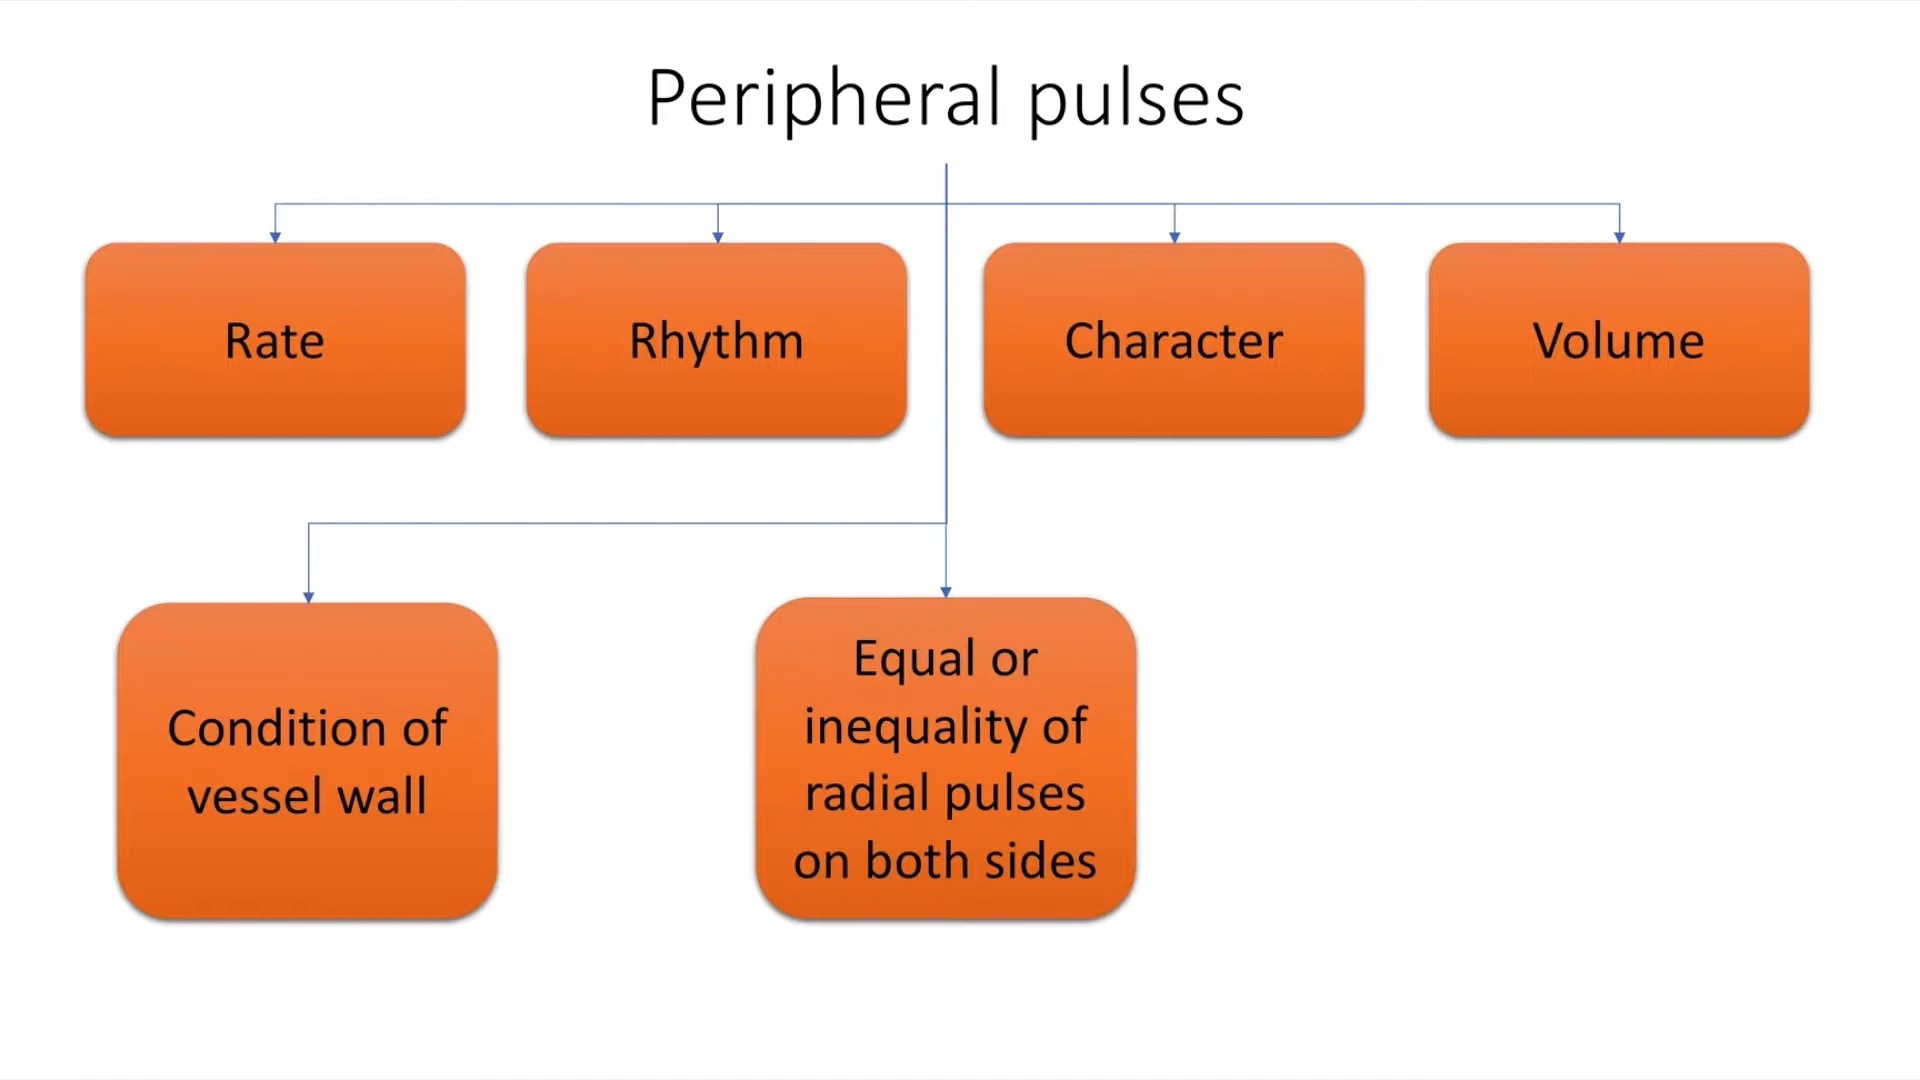 Peripheral pulses
Rate
Rhythm
Character
Volume
Condition of
vessel wall
Equal or
inequality of
radial pulses
on both sides